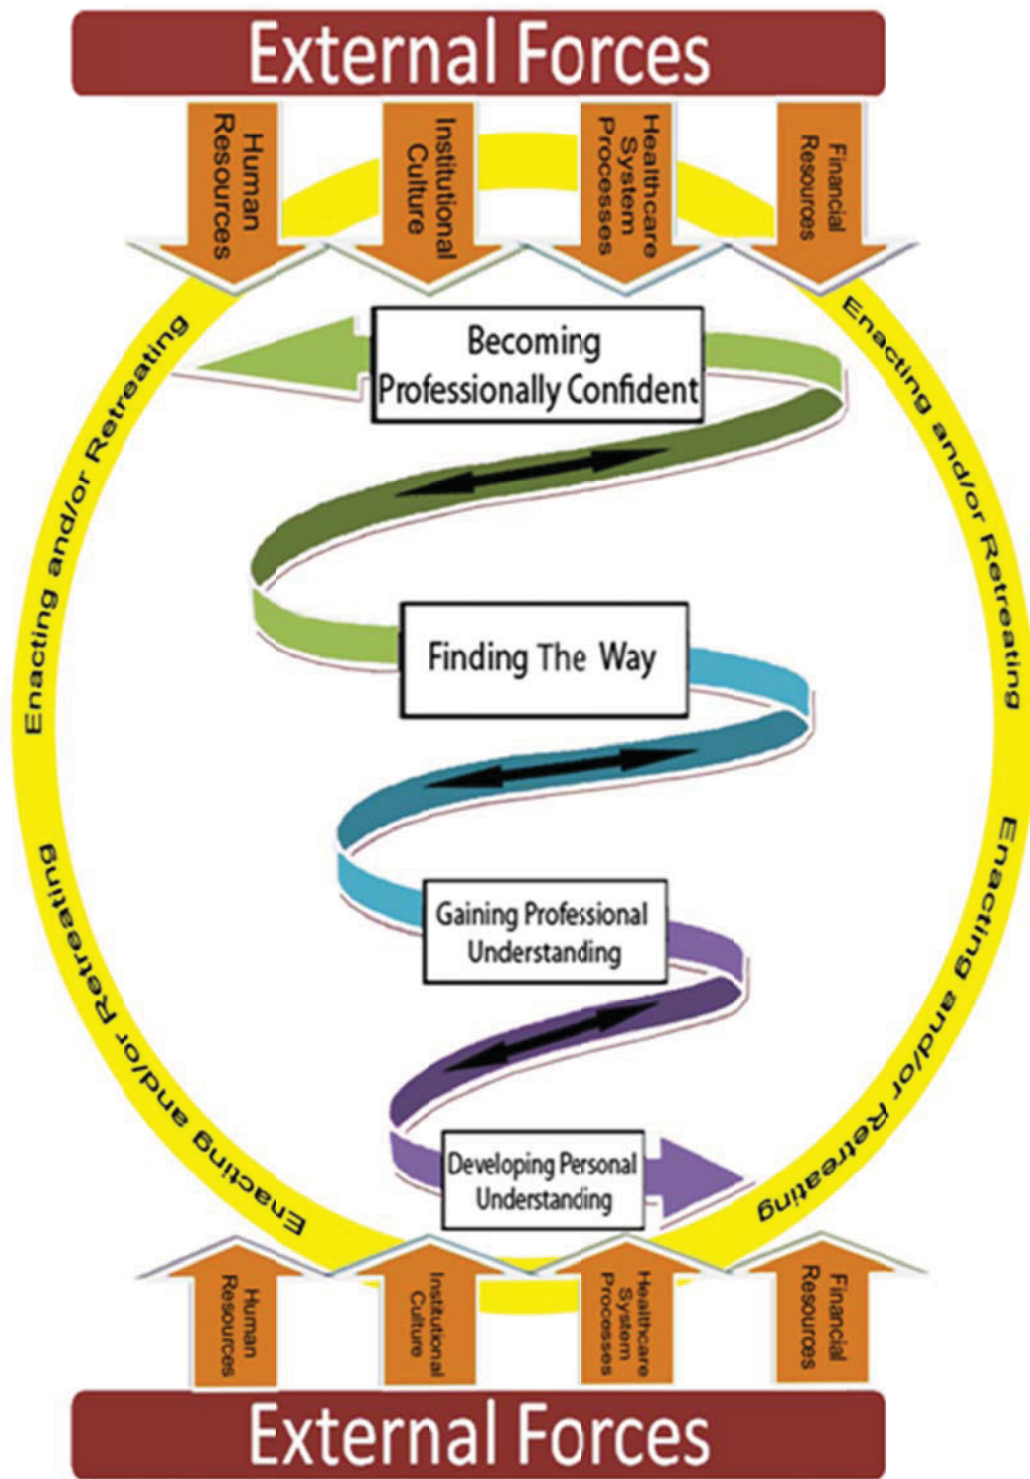 External Forces
Human
Resources
Institutional
Culture
Healthcare
System
Processes
Financial
Resources
Enacting and/or Retreating
Enacting and/or Retreating
Becoming
Professionally Confident
Finding The Way
Enacting and/or Retreating
Enacting and/or Retreating
Gaining Professional
Understanding
Developing Personal
Understanding
Human
Resources
Institutional
Culture
Healthcare
System
Processes
Financial
Resources
External Forces